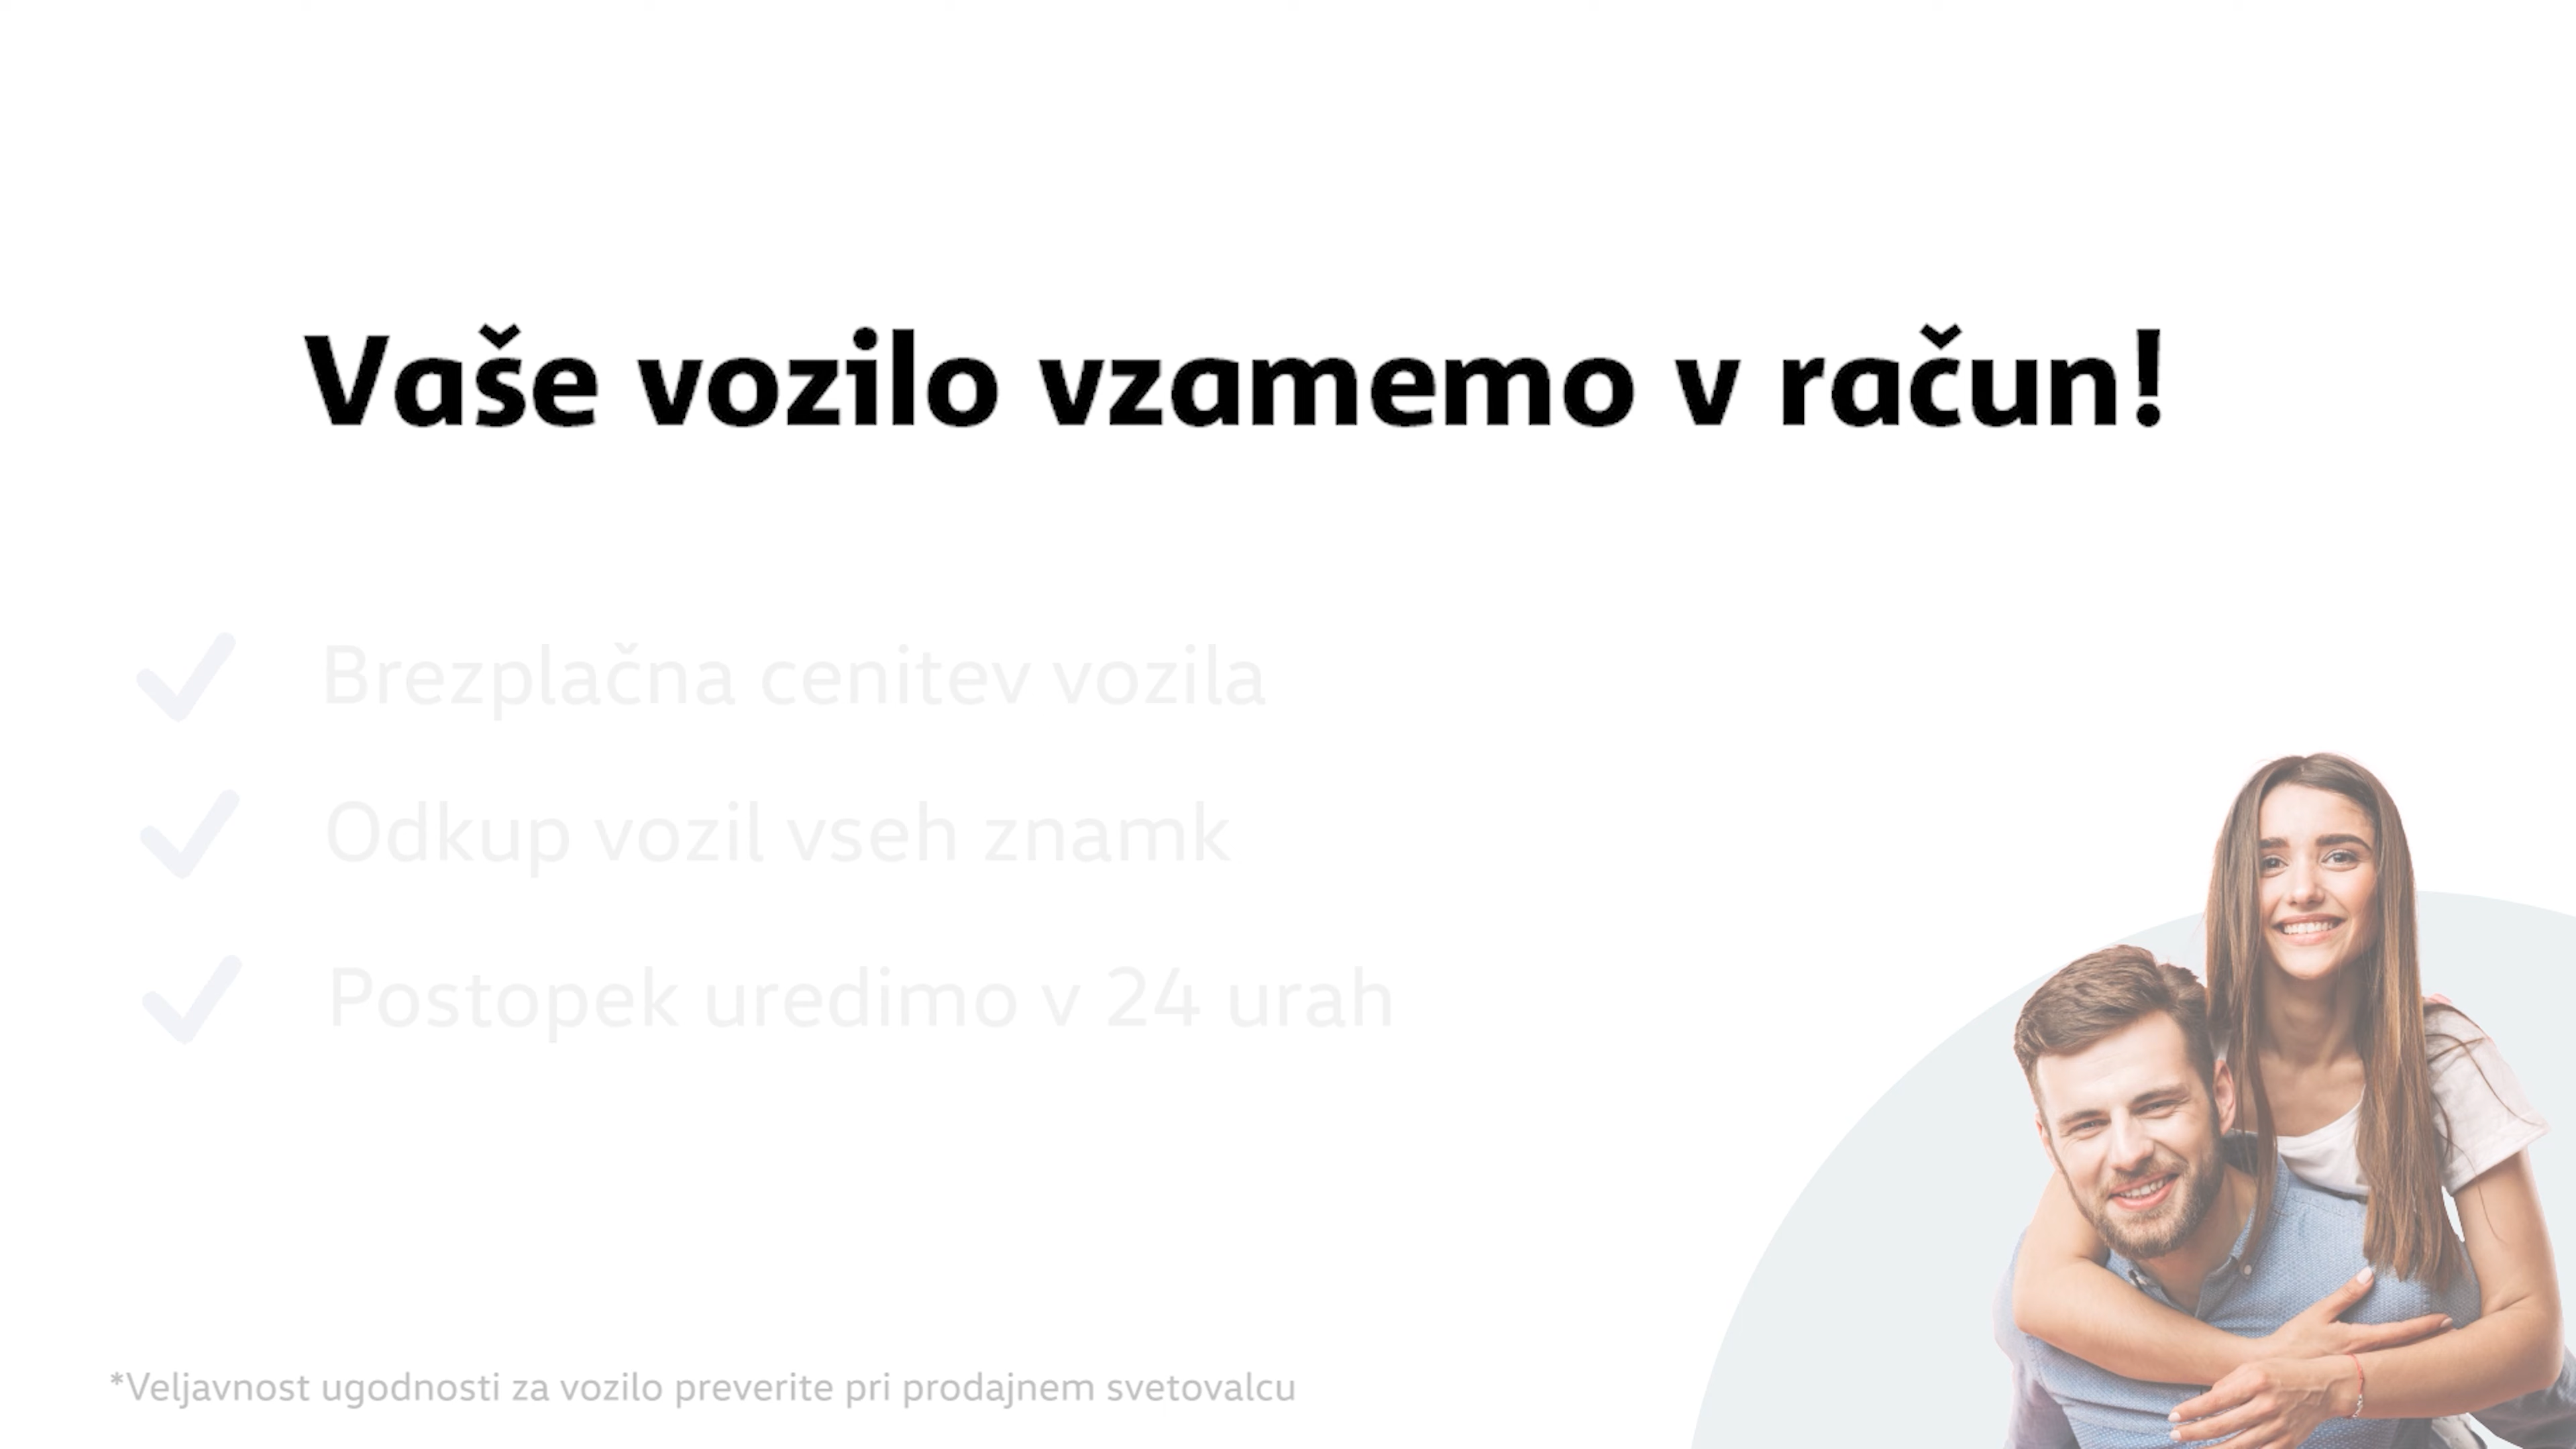 Vaše vozilo vzamemo v račun!
Brezplačna cenitev vozila
Odkup vozil vseh znamk
Postopek uredimo v 24 urah
*Veljavnost ugodnosti za vozilo preverite pri prodajnem svetovalcu